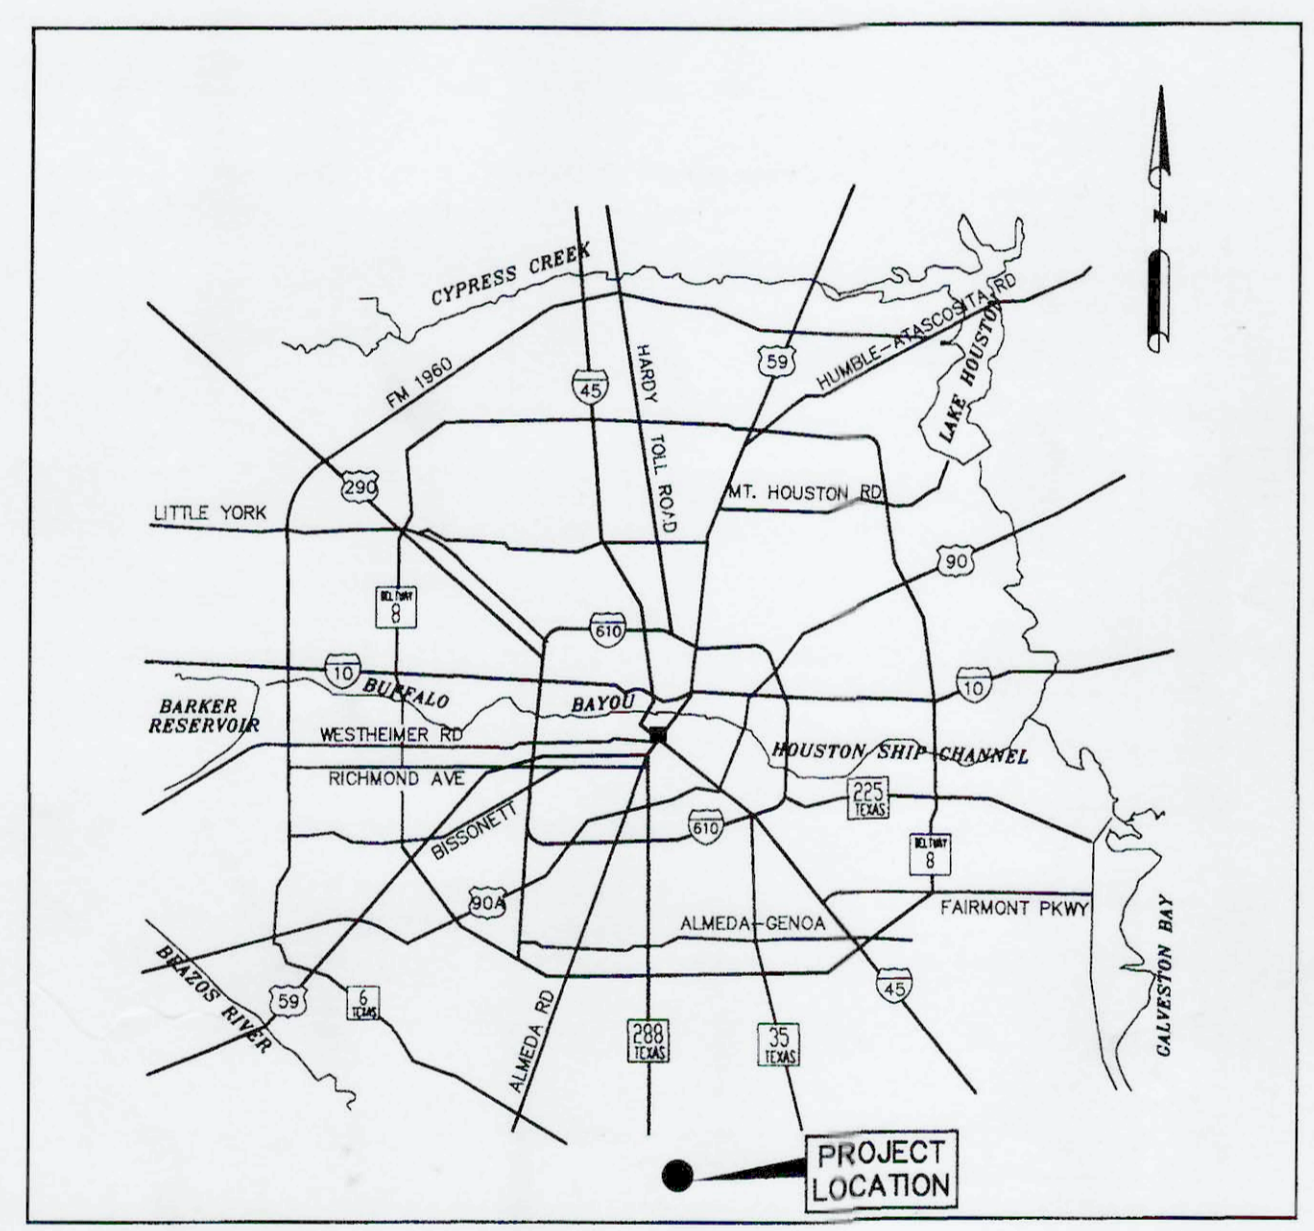 N
CYPRESS CREEK
HUMBLE-ATASCOSITA RD
59
45
HARDY
TOLL ROAD
FM 1960
LAKE HOUSTON
290
MT. HOUSTON RD
LITTLE YORK
90
BELTWAY
8
610
10
10
BUFFALO
BAYOU
BARKER
RESERVOIR
WESTHEIMER RD
HOUSTON SHIP CHANNEL
RICHMOND AVE
225
TEXAS
BISSONETT
610
BELTWAY
8
90A
FAIRMONT PKWY
ALMEDA-GENOA
GALVESTON BAY
BRAZOS RIVER
59
6
TEXAS
45
ALMEDA RD
288
TEXAS
35
TEXAS
PROJECT
LOCATION